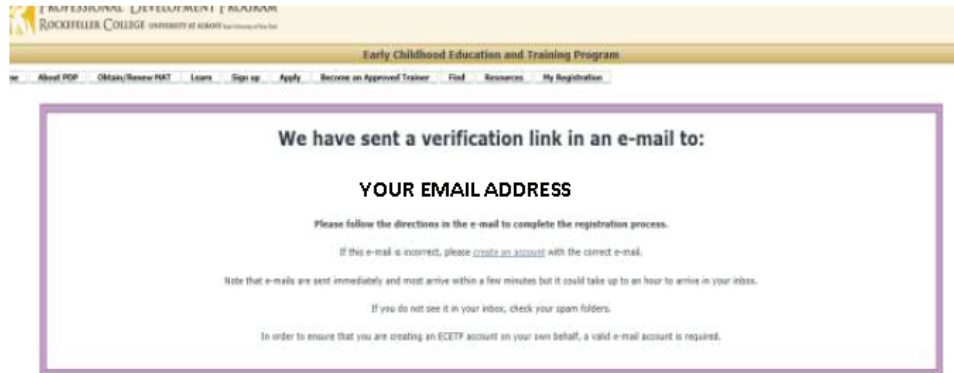 PROFESSIONAL DEVELOPMENT PROGRAM
ROCKEFELLER COLLEGE UNIVERSITY AT ALBANY
Early Childhood Education and Training Program
About PDP Obtain/Renew MAT Learn Sign up Apply Become an Approved Trainer Find Resources My Registration
We have sent a verification link in an e-mail to:
YOUR EMAIL ADDRESS
Please follow the directions in the e-mail to complete the registration process.
If this e-mail is incorrect, please create an account with the correct e-mail.
Note that e-mails are sent immediately and most arrive within a few minutes but it could take up to an hour to arrive in your inbox.
If you do not see it in your inbox, check your spam folders.
In order to ensure that you are creating an ECETP account on your own behalf, a valid e-mail account is required.